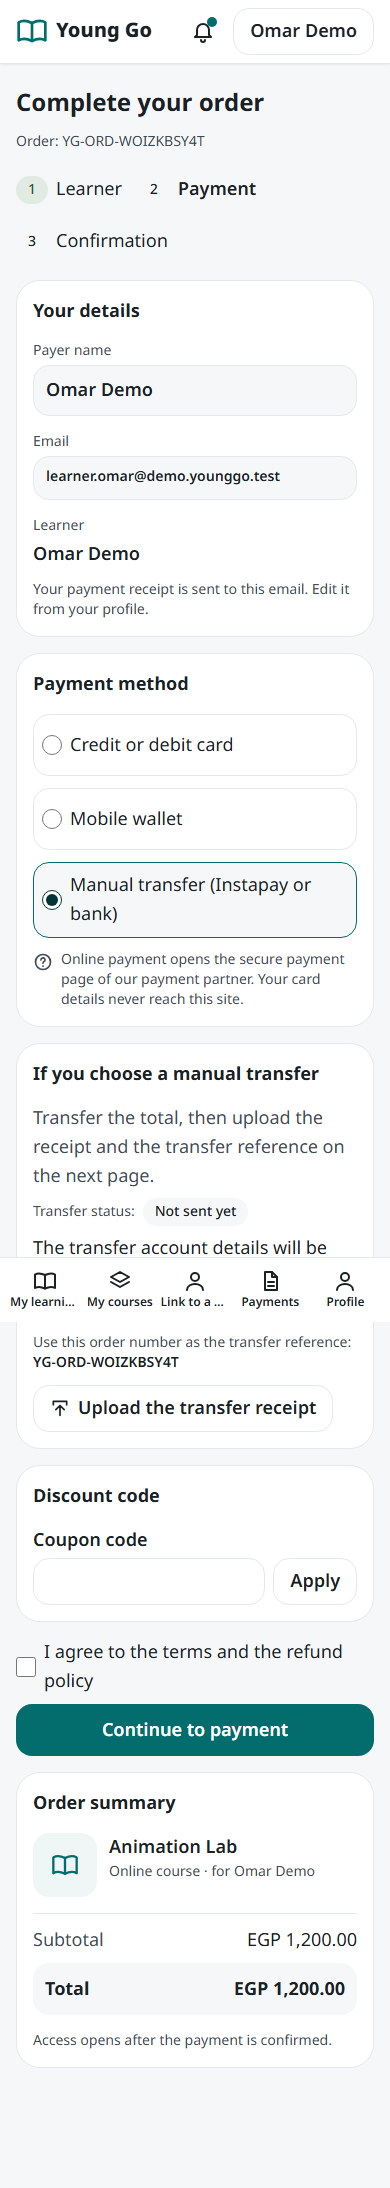 Young Go
Omar Demo
Complete your order
Order: YG-ORD-WOIZKBSY4T
1 Learner 2 Payment
3 Confirmation
Your details
Payer name
Omar Demo
Email
learner.omar@demo.younggo.test
Learner
Omar Demo
Your payment receipt is sent to this email. Edit it
from your profile.
Payment method
Credit or debit card
Mobile wallet
Manual transfer (Instapay or
bank)
Online payment opens the secure payment
page of our payment partner. Your card
details never reach this site.
If you choose a manual transfer
Transfer the total, then upload the
receipt and the transfer reference on
the next page.
Transfer status: Not sent yet
The transfer account details will be
My learni... My courses Link to a ... Payments Profile
Use this order number as the transfer reference:
YG-ORD-WOIZKBSY4T
Upload the transfer receipt
Discount code
Coupon code
Apply
I agree to the terms and the refund
policy
Continue to payment
Order summary
Animation Lab
Online course · for Omar Demo
Subtotal EGP 1,200.00
Total EGP 1,200.00
Access opens after the payment is confirmed.